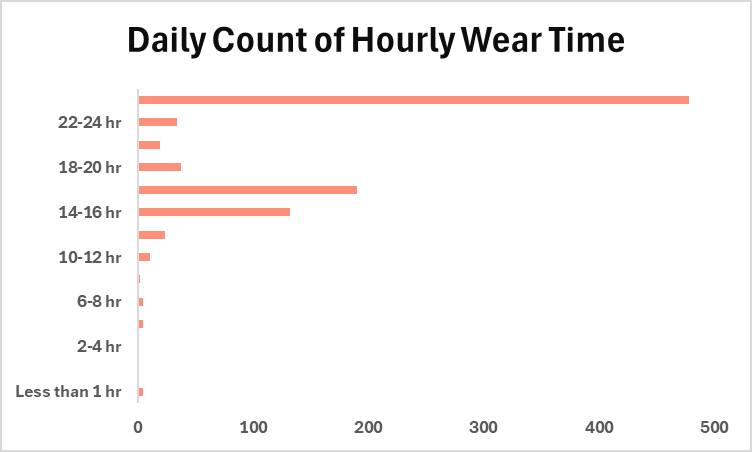 Daily Count of Hourly Wear Time
22-24 hr
18-20 hr
14-16 hr
10-12 hr
6-8 hr
2-4 hr
Less than 1 hr
0 100 200 300 400 500